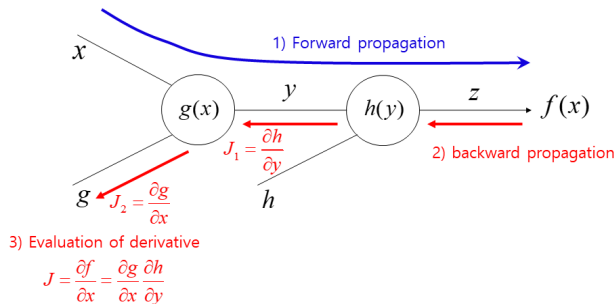 1) Forward propagation
x
g(x)
y
h(y)
z
f(x)
J₁ = ∂h/∂y
2) backward propagation
g
J₂ = ∂g/∂x
h
3) Evaluation of derivative
J = ∂f/∂x = ∂g/∂x ∂h/∂y